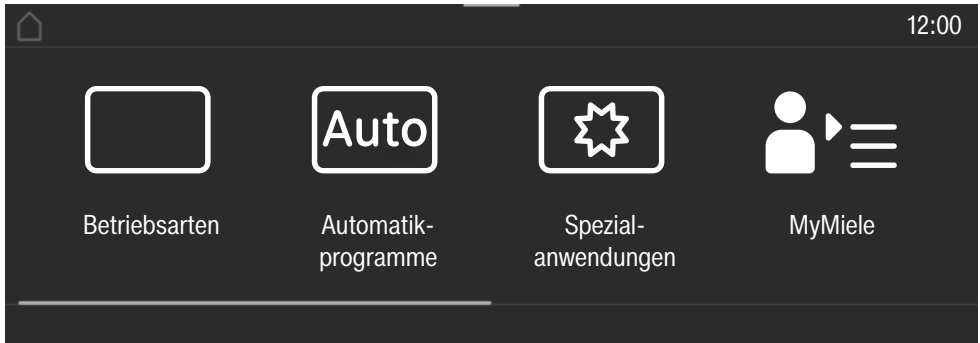 12:00
Auto
Betriebsarten
Automatik-
programme
Spezial-
anwendungen
MyMiele